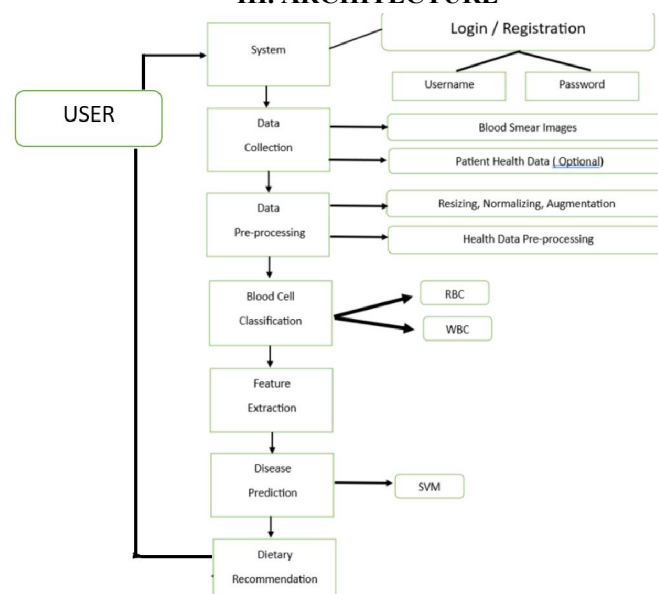 III. ARCHITECTURE
System
Login / Registration
Username
Password
USER
Data
Collection
Blood Smear Images
Patient Health Data ( Optional)
Data
Pre-processing
Resizing, Normalizing, Augmentation
Health Data Pre-processing
Blood Cell
Classification
RBC
WBC
Feature
Extraction
Disease
Prediction
SVM
Dietary
Recommendation